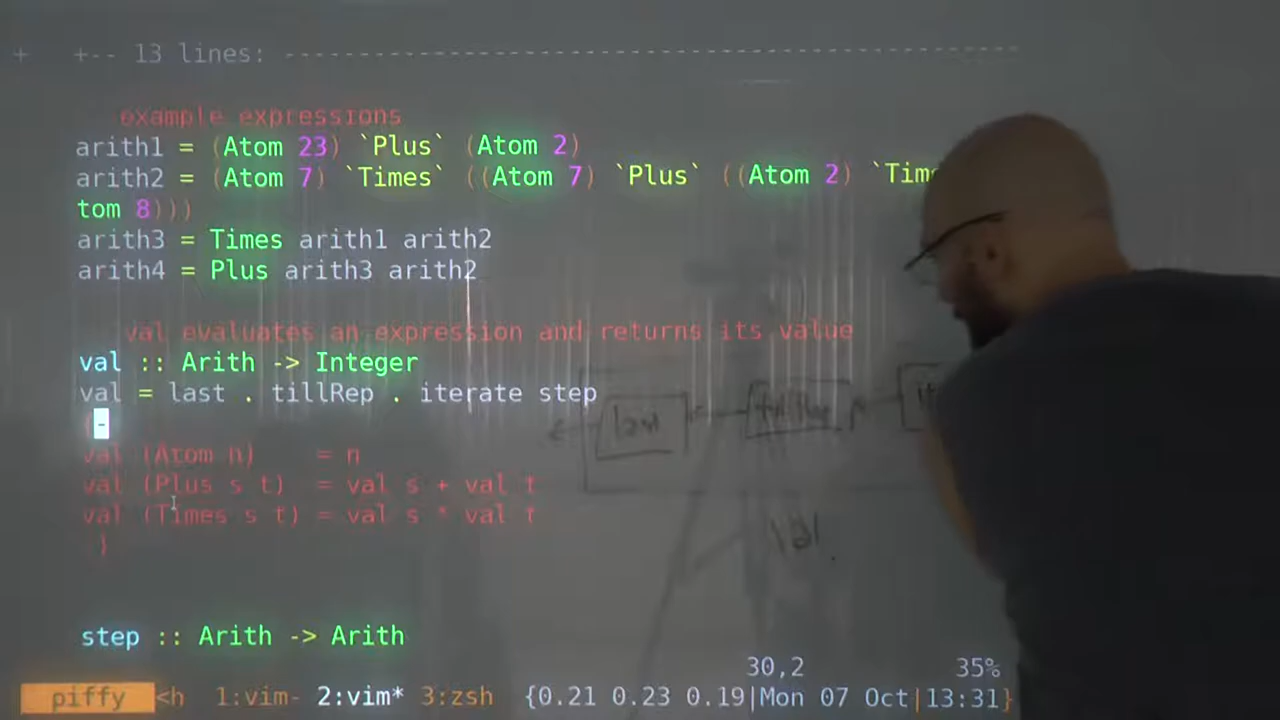 + +-- 13 lines: --------------------------------------------------
example expressions
arith1 = (Atom 23) `Plus` (Atom 2)
arith2 = (Atom 7) `Times` ((Atom 7) `Plus` ((Atom 2) `Tim
tom 8)))
arith3 = Times arith1 arith2
arith4 = Plus arith3 arith2
val evaluates an expression and returns its value
val :: Arith -> Integer
val = last . tillRep . iterate step
{-
val (Atom n) = n
val (Plus s t) = val s + val t
val (Times s t) = val s * val t
}
last
val
step :: Arith -> Arith
30,2 35%
piffy <h 1:vim- 2:vim* 3:zsh {0.21 0.23 0.19|Mon 07 Oct|13:31}